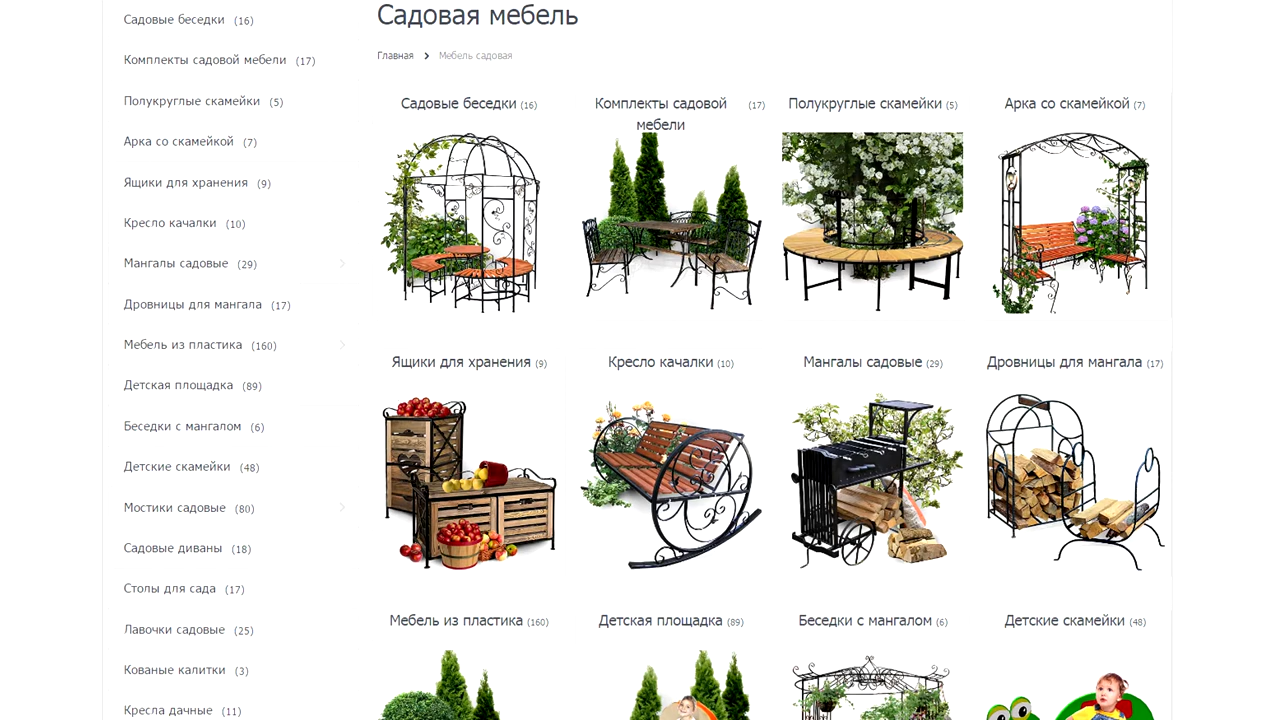 Садовые беседки (16)
Комплекты садовой мебели (17)
Полукруглые скамейки (5)
Арка со скамейкой (7)
Ящики для хранения (9)
Кресло качалки (10)
Мангалы садовые (29)
Дровницы для мангала (17)
Мебель из пластика (160)
Детская площадка (89)
Беседки с мангалом (6)
Детские скамейки (48)
Мостики садовые (80)
Садовые диваны (18)
Столы для сада (17)
Лавочки садовые (25)
Кованые калитки (3)
Кресла дачные (11)
Садовая мебель
Главная > Мебель садовая
Садовые беседки (16)
Комплекты садовой (17)
мебели
Полукруглые скамейки (5)
Арка со скамейкой (7)
Ящики для хранения (9)
Кресло качалки (10)
Мангалы садовые (29)
Дровницы для мангала (17)
Мебель из пластика (160)
Детская площадка (89)
Беседки с мангалом (6)
Детские скамейки (48)